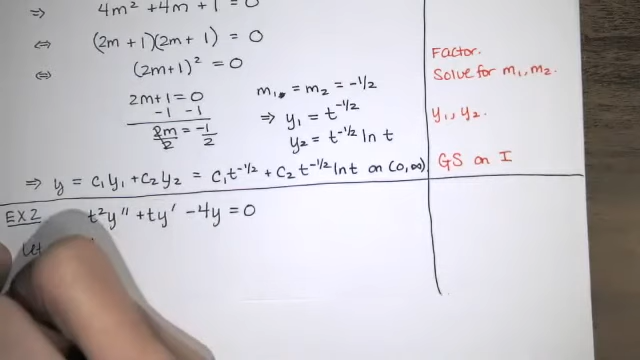 ⇒ 4m² + 4m + 1 = 0
⇔ (2m + 1)(2m + 1) = 0
Factor.
⇔ (2m+1)² = 0
Solve for m₁, m₂.
2m+1 = 0
-1 -1
2m/2 = -1/2
m₁ = m₂ = -1/2
⇒ y₁ = t^(-1/2)
y₂ = t^(-1/2) ln t
y₁, y₂.
⇒ y = C₁y₁ + C₂y₂ = C₁t^(-1/2) + C₂ t^(-1/2) ln t on (0,∞)
GS on I
EX2 t²y'' + ty' - 4y = 0
Let